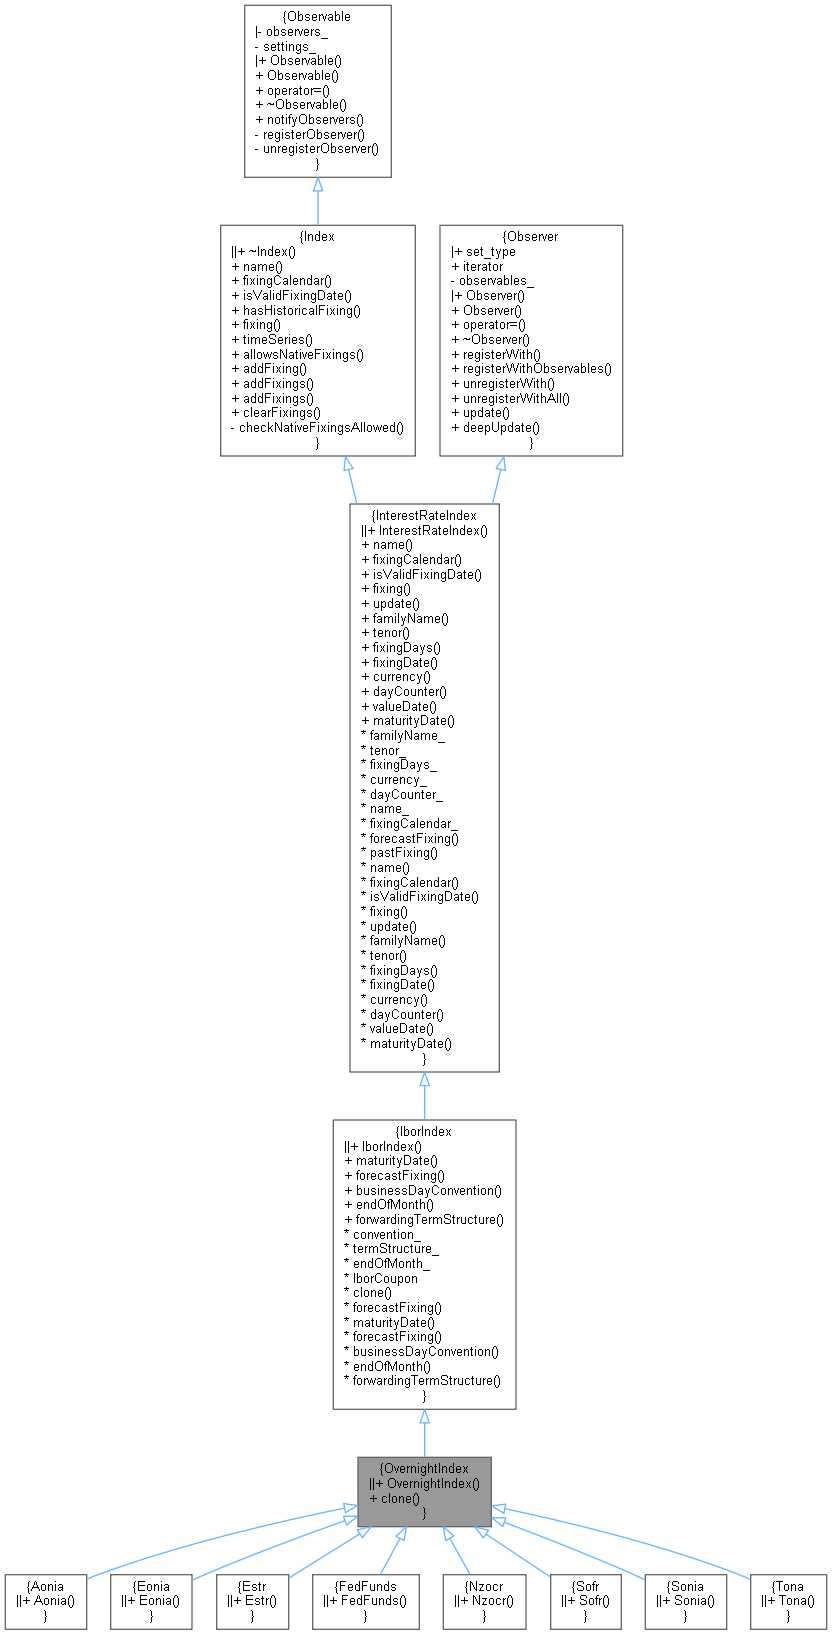 {Observable
|- observers_
- settings_
|+ Observable()
+ Observable()
+ operator=()
+ ~Observable()
+ notifyObservers()
- registerObserver()
- unregisterObserver()
}
{Index
||+ ~Index()
+ name()
+ fixingCalendar()
+ isValidFixingDate()
+ hasHistoricalFixing()
+ fixing()
+ timeSeries()
+ allowsNativeFixings()
+ addFixing()
+ addFixings()
+ addFixings()
+ clearFixings()
- checkNativeFixingsAllowed()
}
{Observer
|+ set_type
+ iterator
- observables_
|+ Observer()
+ Observer()
+ operator=()
+ ~Observer()
+ registerWith()
+ registerWithObservables()
+ unregisterWith()
+ unregisterWithAll()
+ update()
+ deepUpdate()
}
{InterestRateIndex
||+ InterestRateIndex()
+ name()
+ fixingCalendar()
+ isValidFixingDate()
+ fixing()
+ update()
+ familyName()
+ tenor()
+ fixingDays()
+ fixingDate()
+ currency()
+ dayCounter()
+ valueDate()
+ maturityDate()
* familyName_
* tenor_
* fixingDays_
* currency_
* dayCounter_
* name_
* fixingCalendar_
* forecastFixing()
* pastFixing()
* name()
* fixingCalendar()
* isValidFixingDate()
* fixing()
* update()
* familyName()
* tenor()
* fixingDays()
* fixingDate()
* currency()
* dayCounter()
* valueDate()
* maturityDate()
}
{IborIndex
||+ IborIndex()
+ maturityDate()
+ forecastFixing()
+ businessDayConvention()
+ endOfMonth()
+ forwardingTermStructure()
* convention_
* termStructure_
* endOfMonth_
* IborCoupon
* clone()
* forecastFixing()
* maturityDate()
* forecastFixing()
* businessDayConvention()
* endOfMonth()
* forwardingTermStructure()
}
{OvernightIndex
||+ OvernightIndex()
+ clone()
}
{Aonia
||+ Aonia()
}
{Eonia
||+ Eonia()
}
{Estr
||+ Estr()
}
{FedFunds
||+ FedFunds()
}
{Nzocr
||+ Nzocr()
}
{Sofr
||+ Sofr()
}
{Sonia
||+ Sonia()
}
{Tona
||+ Tona()
}